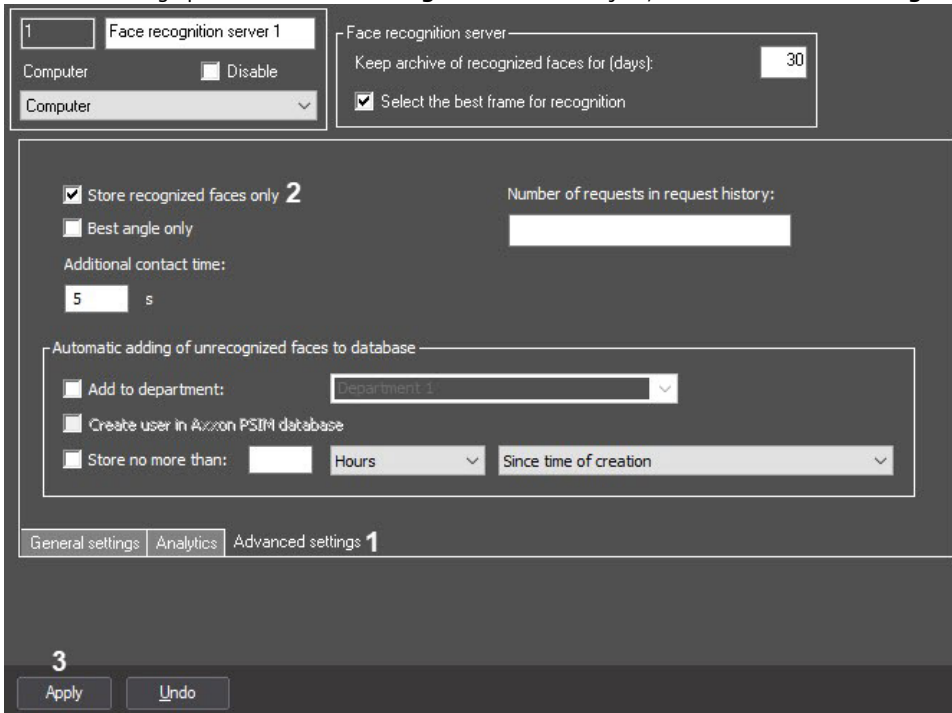 1
Face recognition server 1
Computer
Disable
Computer
Face recognition server
Keep archive of recognized faces for (days):
30
Select the best frame for recognition
Store recognized faces only 2
Best angle only
Additional contact time:
5 s
Number of requests in request history:
Automatic adding of unrecognized faces to database
Add to department:
Department 1
Create user in Axxon PSIM database
Store no more than:
Hours
Since time of creation
General settings
Analytics
Advanced settings 1
3
Apply
Undo